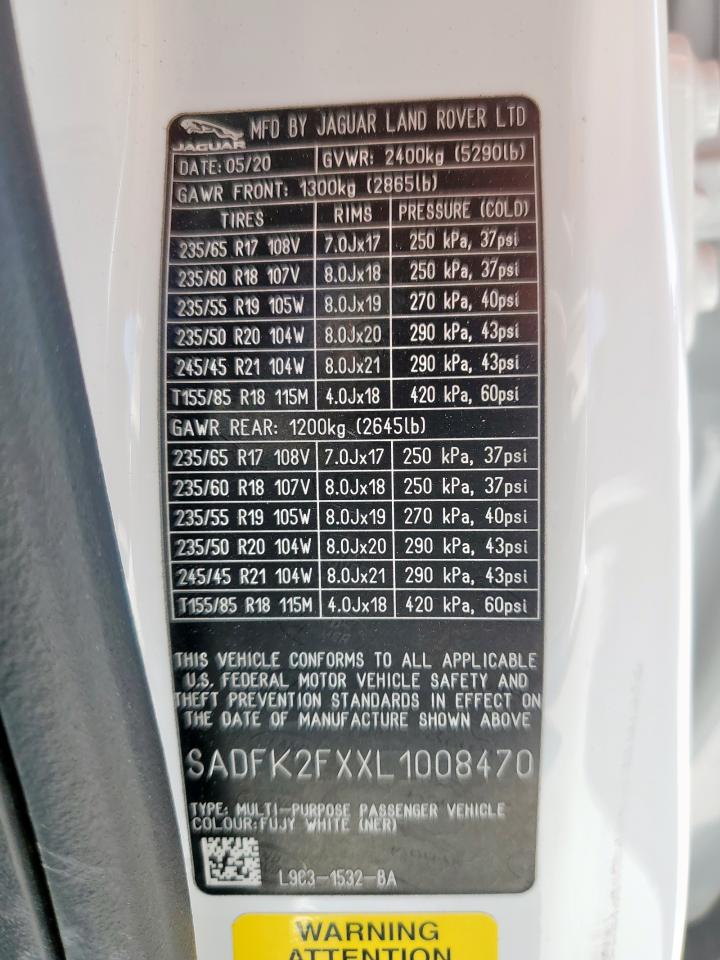 JAGUAR MFD BY JAGUAR LAND ROVER LTD
DATE: 05/20 GVWR: 2400kg (5290lb)
GAWR FRONT: 1300kg (2865lb)
TIRES RIMS PRESSURE (COLD)
235/65 R17 108V 7.0Jx17 250 kPa, 37psi
235/60 R18 107V 8.0Jx18 250 kPa, 37psi
235/55 R19 105W 8.0Jx19 270 kPa, 40psi
235/50 R20 104W 8.0Jx20 290 kPa, 43psi
245/45 R21 104W 8.0Jx21 290 kPa, 43psi
T155/85 R18 115M 4.0Jx18 420 kPa, 60psi
GAWR REAR: 1200kg (2645lb)
235/65 R17 108V 7.0Jx17 250 kPa, 37psi
235/60 R18 107V 8.0Jx18 250 kPa, 37psi
235/55 R19 105W 8.0Jx19 270 kPa, 40psi
235/50 R20 104W 8.0Jx20 290 kPa, 43psi
245/45 R21 104W 8.0Jx21 290 kPa, 43psi
T155/85 R18 115M 4.0Jx18 420 kPa, 60psi
THIS VEHICLE CONFORMS TO ALL APPLICABLE
U.S. FEDERAL MOTOR VEHICLE SAFETY AND
THEFT PREVENTION STANDARDS IN EFFECT ON
THE DATE OF MANUFACTURE SHOWN ABOVE
SADFK2FXXL1008470
TYPE: MULTI-PURPOSE PASSENGER VEHICLE
COLOUR:FUJY WHITE (NER)
L9C3-1532-BA
WARNING
ATTENTION